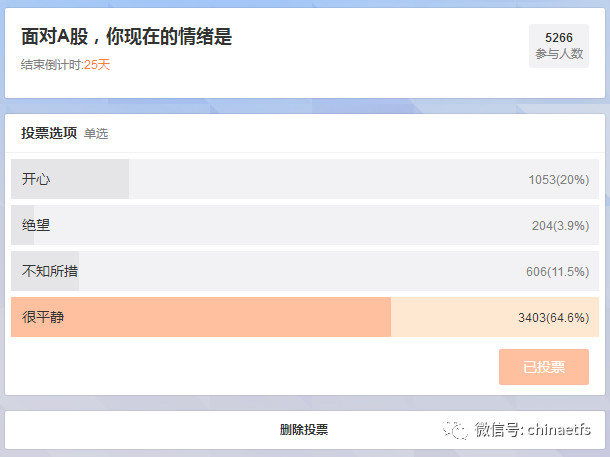 面对A股，你现在的情绪是
5266
参与人数
结束倒计时:25天
投票选项 单选
开心 1053(20%)
绝望 204(3.9%)
不知所措 606(11.5%)
很平静 3403(64.6%)
已投票
删除投票
微信号: chinaetfs